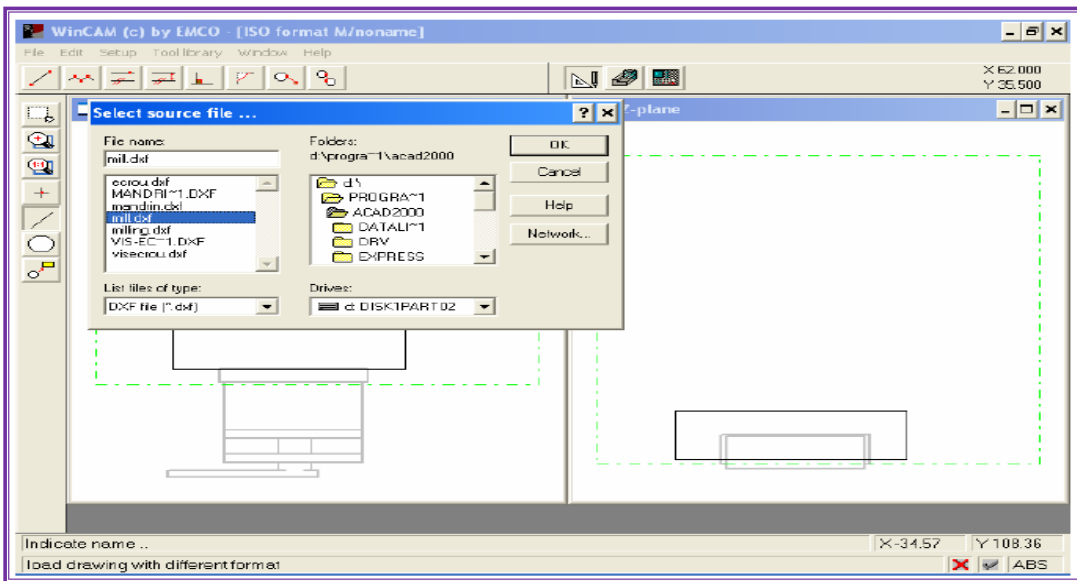 WinCAM (c) by EMCO - [ISO format M/noname]
File Edit Setup Tool library Window Help
X 62.000
Y 35.500
Select source file ...
Z-plane
File name:
mill.dxf
Folders:
d:\progra~1\acad2000
OK
Cancel
Help
Network...
ecrou.dxf
MANDRI~1.DXF
mandrin.dxf
mill.dxf
milling.dxf
VIS-EC~1.DXF
visecrou.dxf
d:\
PROGRA~1
ACAD2000
DATALI~1
DRV
EXPRESS
List files of type:
DXF file (*.dxf)
Drives:
d: DISK1PART02
Indicate name ..
X-34.57
Y 108.36
load drawing with different format
ABS